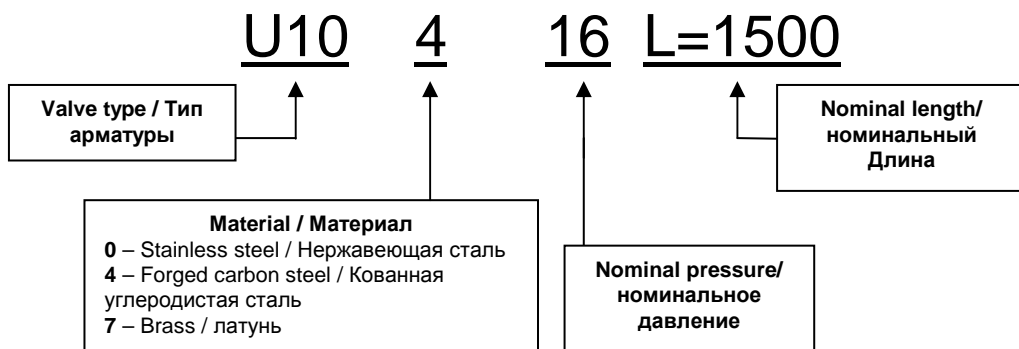 U10 4 16 L=1500
Valve type / Тип
арматуры
Nominal length/
номинальный
Длина
Material / Материал
0 – Stainless steel / Нержавеющая сталь
4 – Forged carbon steel / Кованная
углеродистая сталь
7 – Brass / латунь
Nominal pressure/
номинальное
давление